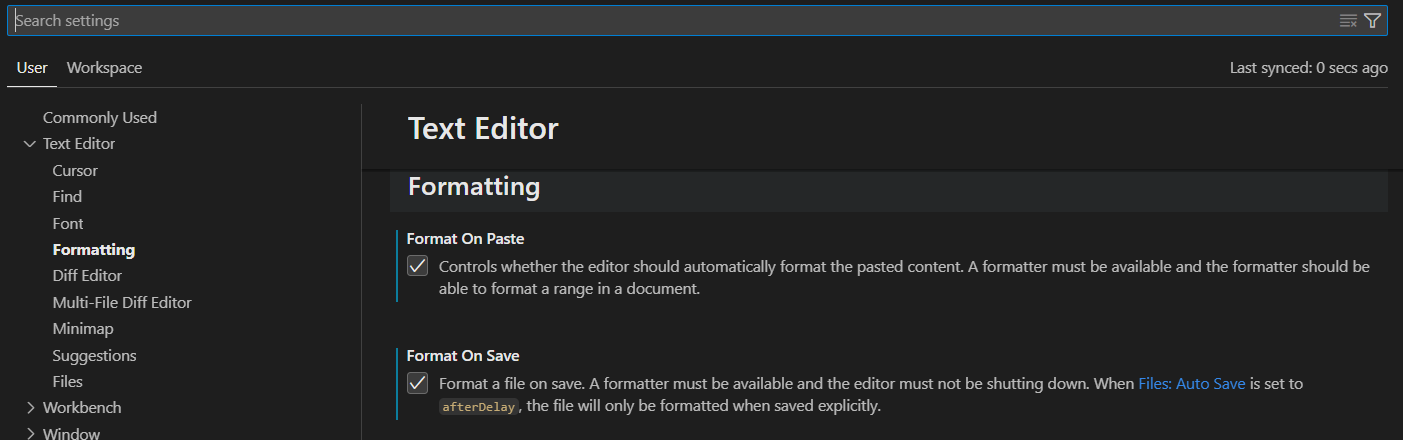 Search settings
User
Workspace
Last synced: 0 secs ago
Commonly Used
Text Editor
Cursor
Find
Font
Formatting
Diff Editor
Multi-File Diff Editor
Minimap
Suggestions
Files
Workbench
Window
Text Editor
Formatting
Format On Paste
Controls whether the editor should automatically format the pasted content. A formatter must be available and the formatter should be
able to format a range in a document.
Format On Save
Format a file on save. A formatter must be available and the editor must not be shutting down. When Files: Auto Save is set to
afterDelay, the file will only be formatted when saved explicitly.